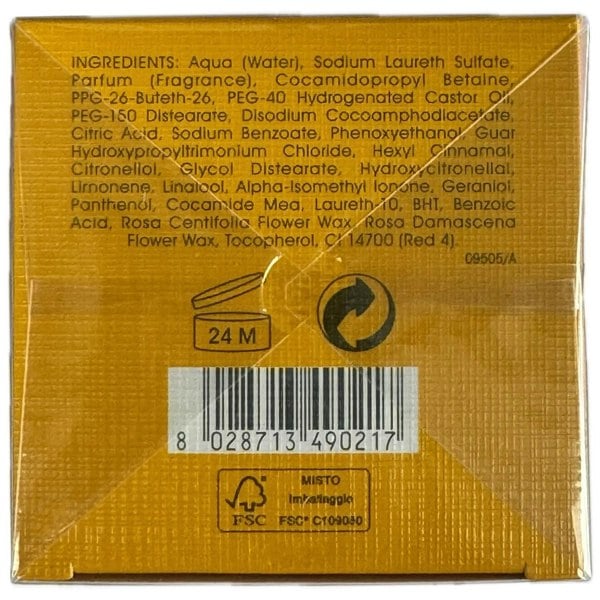 INGREDIENTS: Aqua (Water), Sodium Laureth Sulfate,
Parfum (Fragrance), Cocamidopropyl Betaine,
PPG-26-Buteth-26, PEG-40 Hydrogenated Castor Oil,
PEG-150 Distearate, Disodium Cocoamphodiacetate,
Citric Acid, Sodium Benzoate, Phenoxyethanol, Guar
Hydroxypropyltrimonium Chloride, Hexyl Cinnamal,
Citronellol, Glycol Distearate, Hydroxycitronellal,
Limonene, Linalool, Alpha-Isomethyl Ionone, Geraniol,
Panthenol, Cocamide Mea, Laureth-10, BHT, Benzoic
Acid, Rosa Centifolia Flower Wax, Rosa Damascena
Flower Wax, Tocopherol, CI 14700 (Red 4).
09505/A
24 M
8 028713 490217
FSC
MISTO
Imballaggio
FSC® C109080